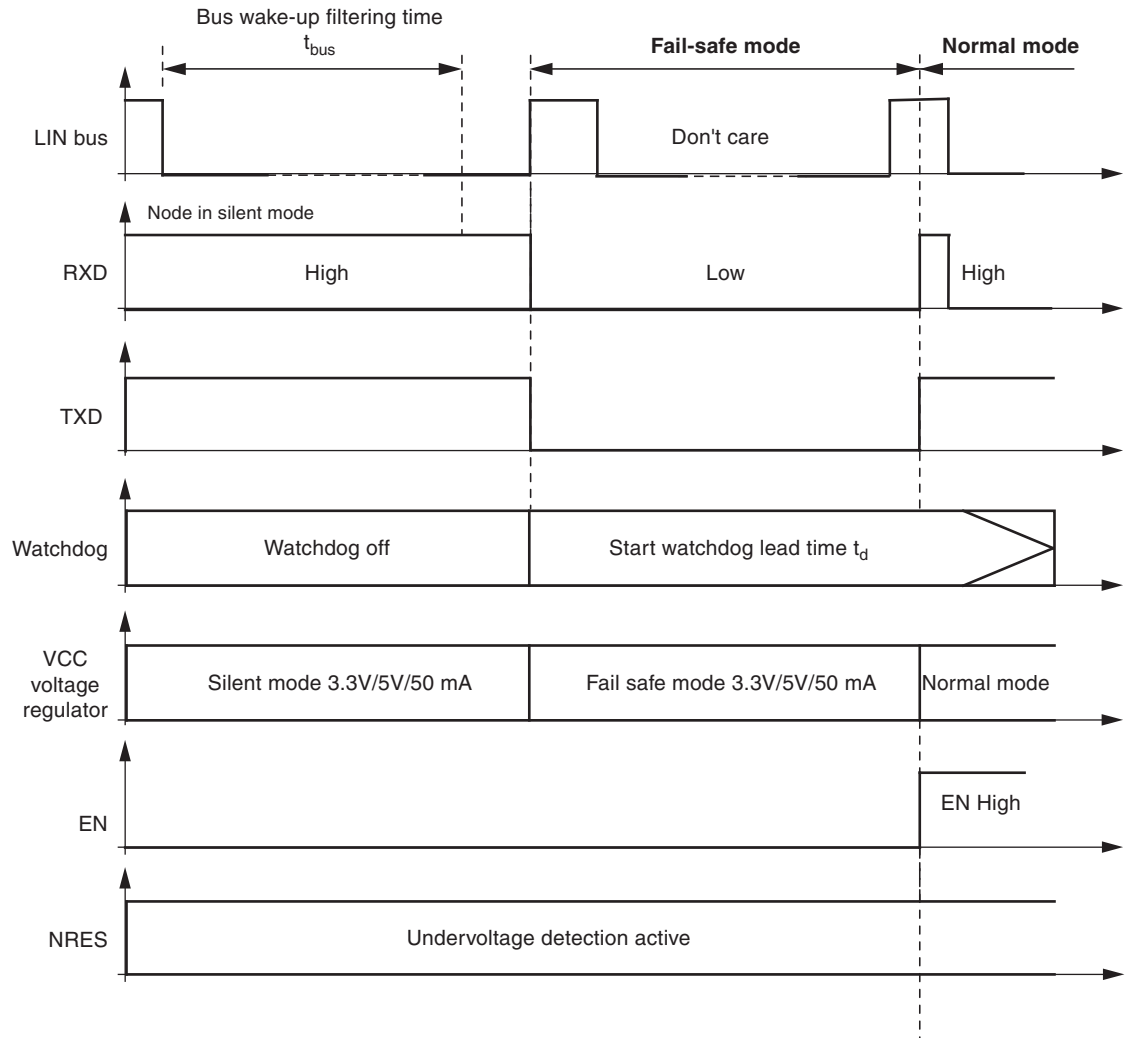 Bus wake-up filtering time
tbus
Fail-safe mode
Normal mode
LIN bus
Don't care
Node in silent mode
RXD
High
Low
High
TXD
Watchdog
Watchdog off
Start watchdog lead time td
VCC
voltage
regulator
Silent mode 3.3V/5V/50 mA
Fail safe mode 3.3V/5V/50 mA
Normal mode
EN
EN High
NRES
Undervoltage detection active